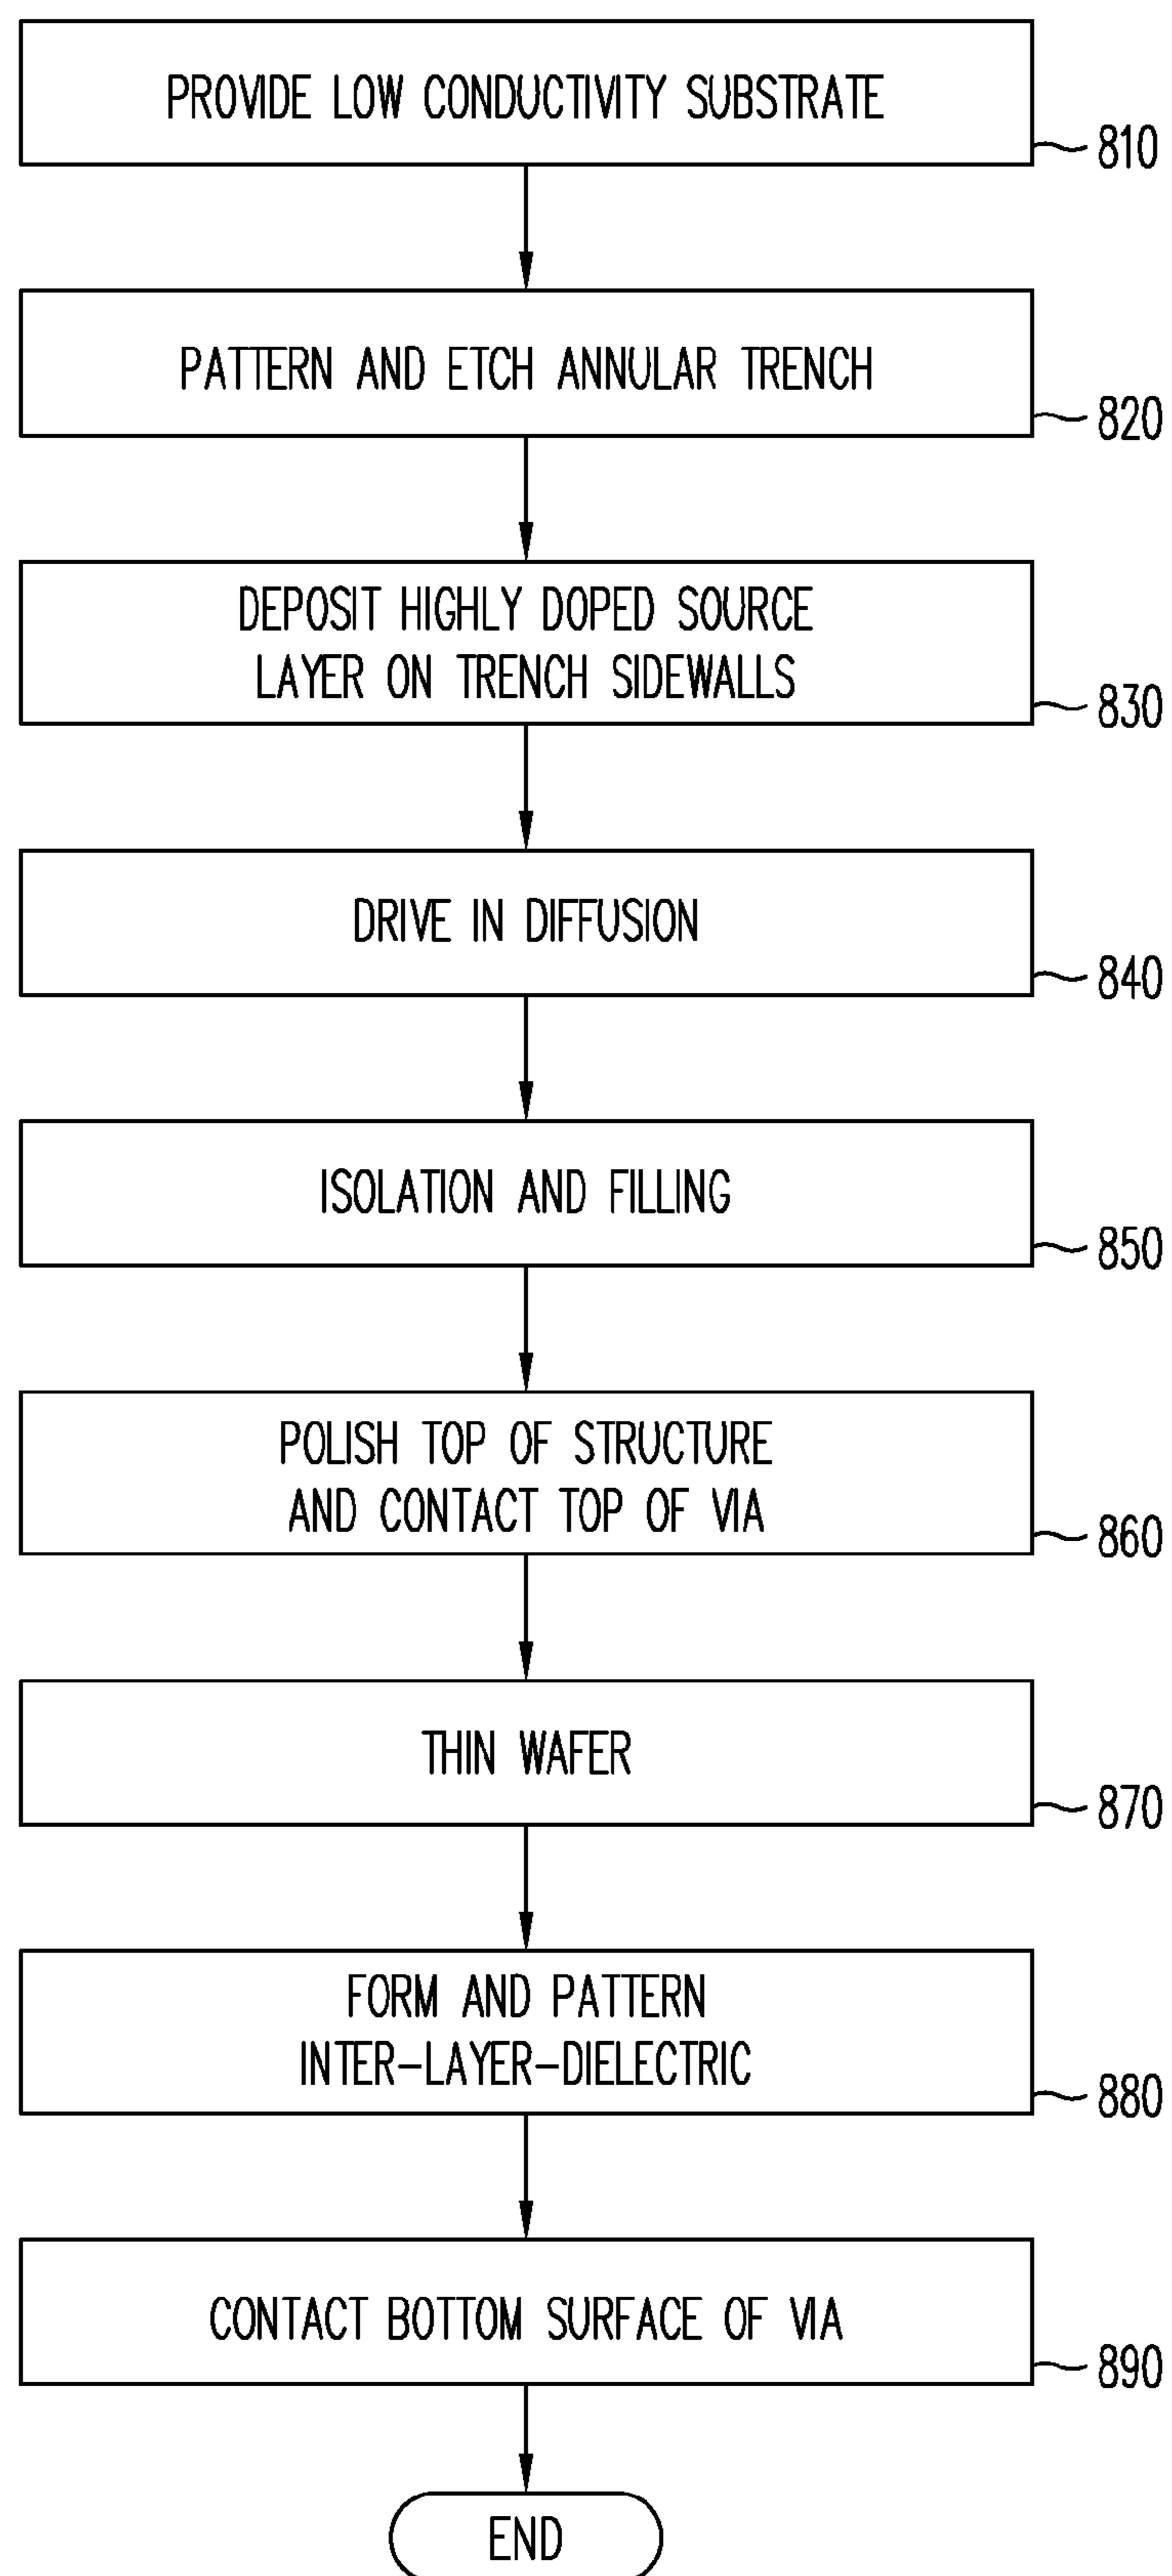 PROVIDE LOW CONDUCTIVITY SUBSTRATE
810
PATTERN AND ETCH ANNULAR TRENCH
820
DEPOSIT HIGHLY DOPED SOURCE
LAYER ON TRENCH SIDEWALLS
830
DRIVE IN DIFFUSION
840
ISOLATION AND FILLING
850
POLISH TOP OF STRUCTURE
AND CONTACT TOP OF VIA
860
THIN WAFER
870
FORM AND PATTERN
INTER-LAYER-DIELECTRIC
880
CONTACT BOTTOM SURFACE OF VIA
890
END